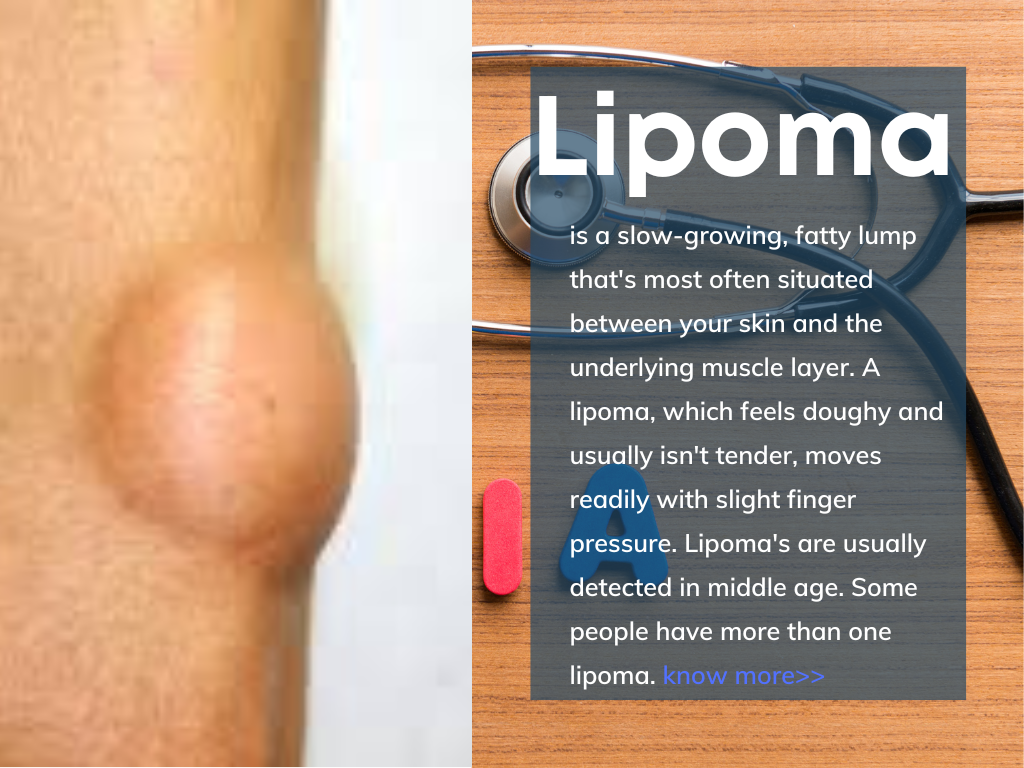 Lipoma
is a slow-growing, fatty lump
that's most often situated
between your skin and the
underlying muscle layer. A
lipoma, which feels doughy and
usually isn't tender, moves
readily with slight finger
pressure. Lipoma's are usually
detected in middle age. Some
people have more than one
lipoma. know more>>
I A